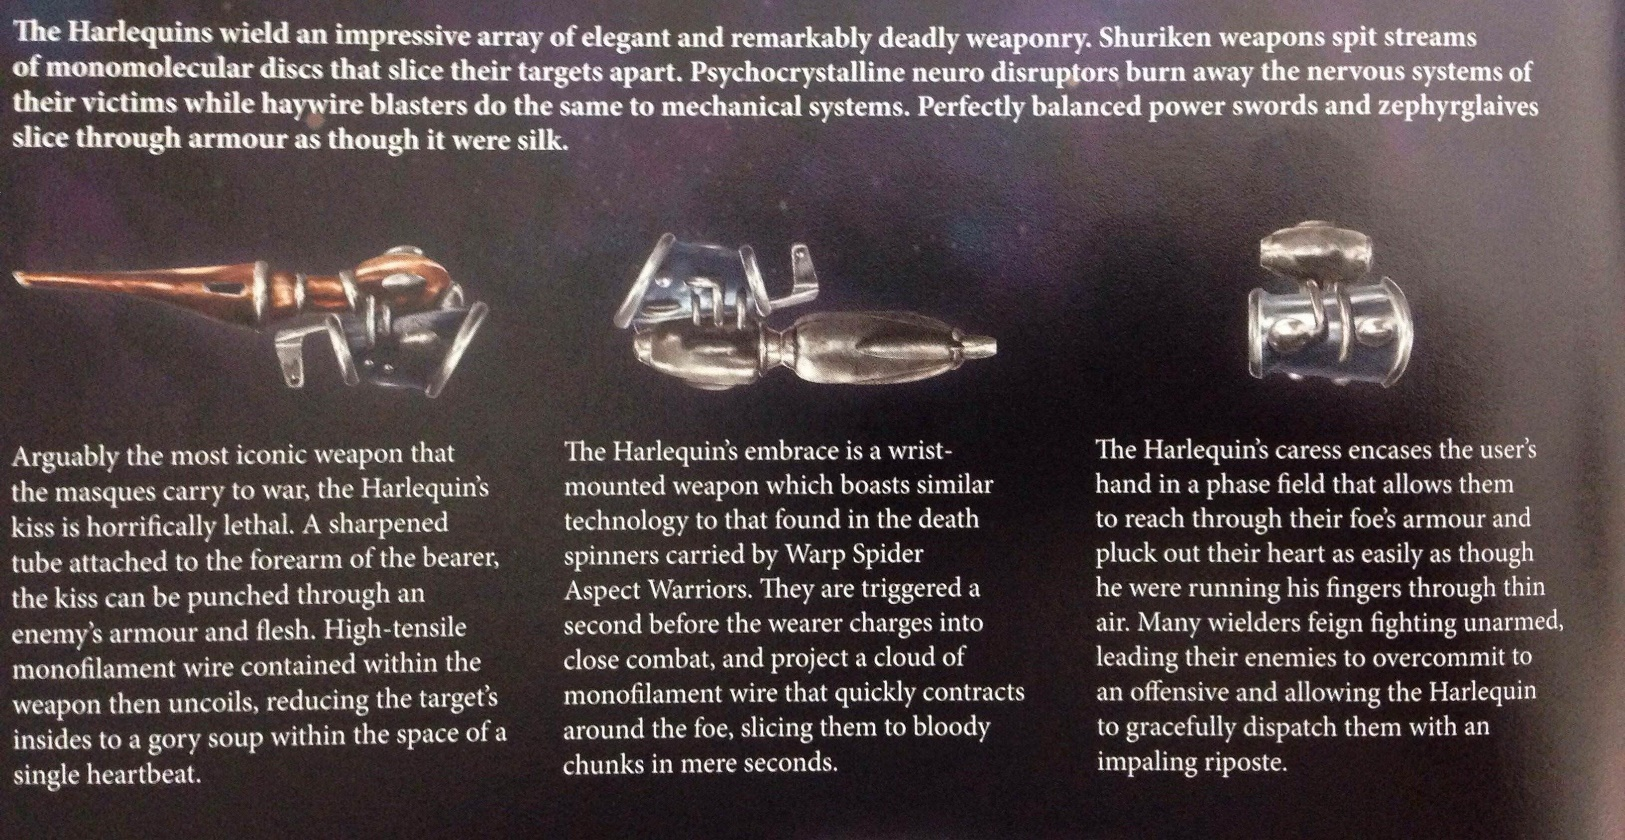 The Harlequins wield an impressive array of elegant and remarkably deadly weaponry. Shuriken weapons spit streams
of monomolecular discs that slice their targets apart. Psychocrystalline neuro disruptors burn away the nervous systems of
their victims while haywire blasters do the same to mechanical systems. Perfectly balanced power swords and zephyrglaives
slice through armour as though it were silk.
Arguably the most iconic weapon that
the masques carry to war, the Harlequin's
kiss is horrifically lethal. A sharpened
tube attached to the forearm of the bearer,
the kiss can be punched through an
enemy's armour and flesh. High-tensile
monofilament wire contained within the
weapon then uncoils, reducing the target's
insides to a gory soup within the space of a
single heartbeat.
The Harlequin's embrace is a wrist-
mounted weapon which boasts similar
technology to that found in the death
spinners carried by Warp Spider
Aspect Warriors. They are triggered a
second before the wearer charges into
close combat, and project a cloud of
monofilament wire that quickly contracts
around the foe, slicing them to bloody
chunks in mere seconds.
The Harlequin's caress encases the user's
hand in a phase field that allows them
to reach through their foe's armour and
pluck out their heart as easily as though
he were running his fingers through thin
air. Many wielders feign fighting unarmed,
leading their enemies to overcommit to
an offensive and allowing the Harlequin
to gracefully dispatch them with an
impaling riposte.